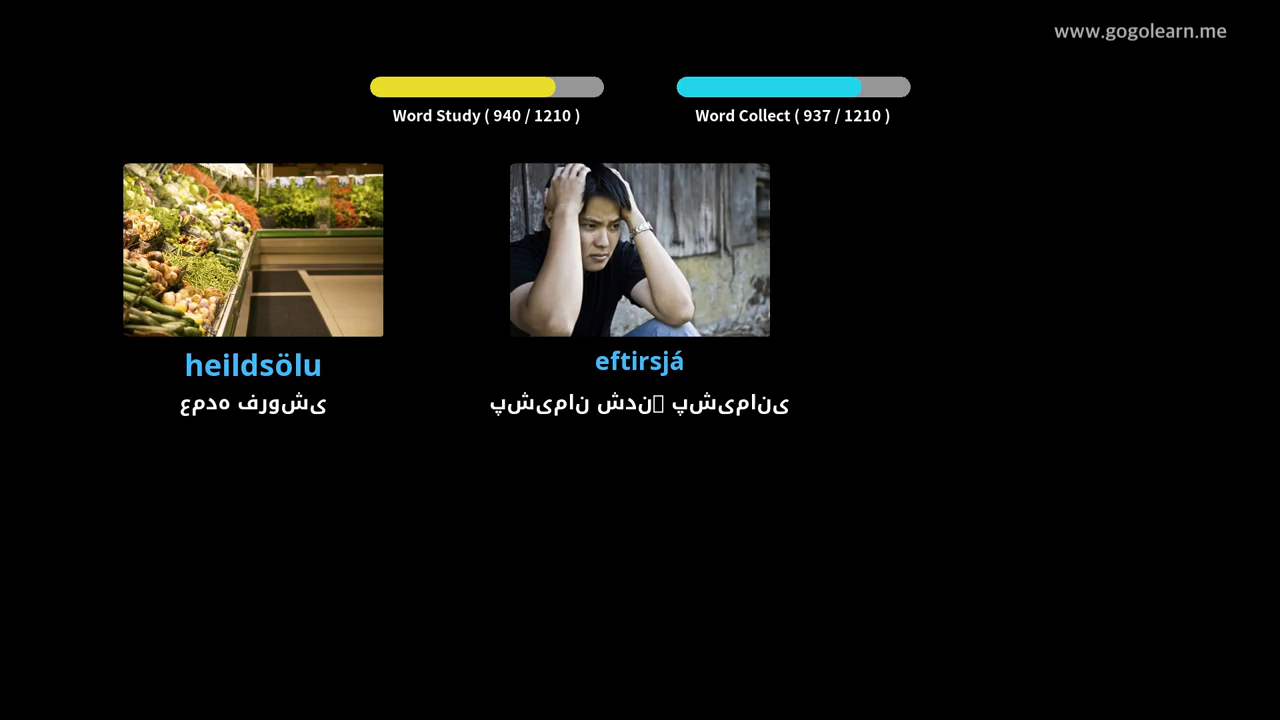 www.gogolearn.me
Word Study ( 940 / 1210 )
Word Collect ( 937 / 1210 )
heildsölu
عمده فروشی
eftirsjá
پشیمان شدن پشیمانی